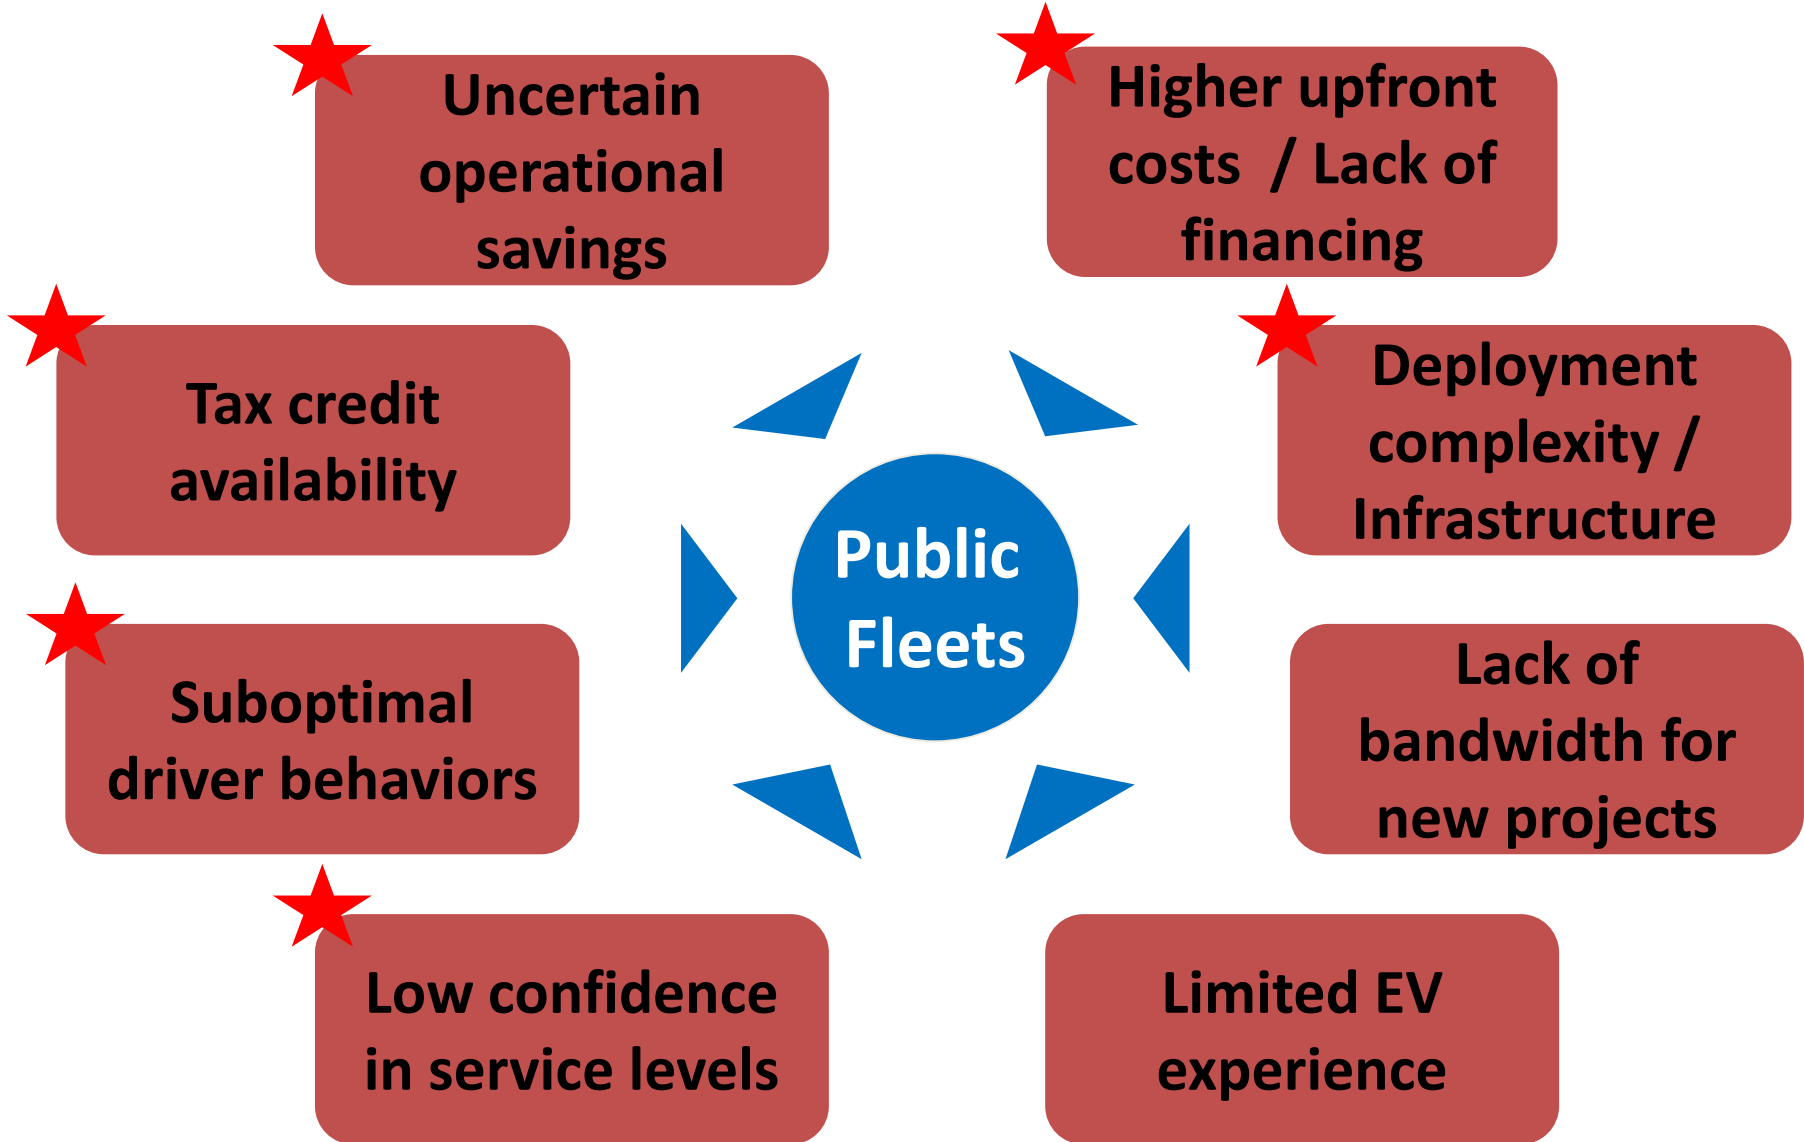 Uncertain
operational
savings
Higher upfront
costs / Lack of
financing
Tax credit
availability
Deployment
complexity /
Infrastructure
Public
Fleets
Suboptimal
driver behaviors
Lack of
bandwidth for
new projects
Low confidence
in service levels
Limited EV
experience